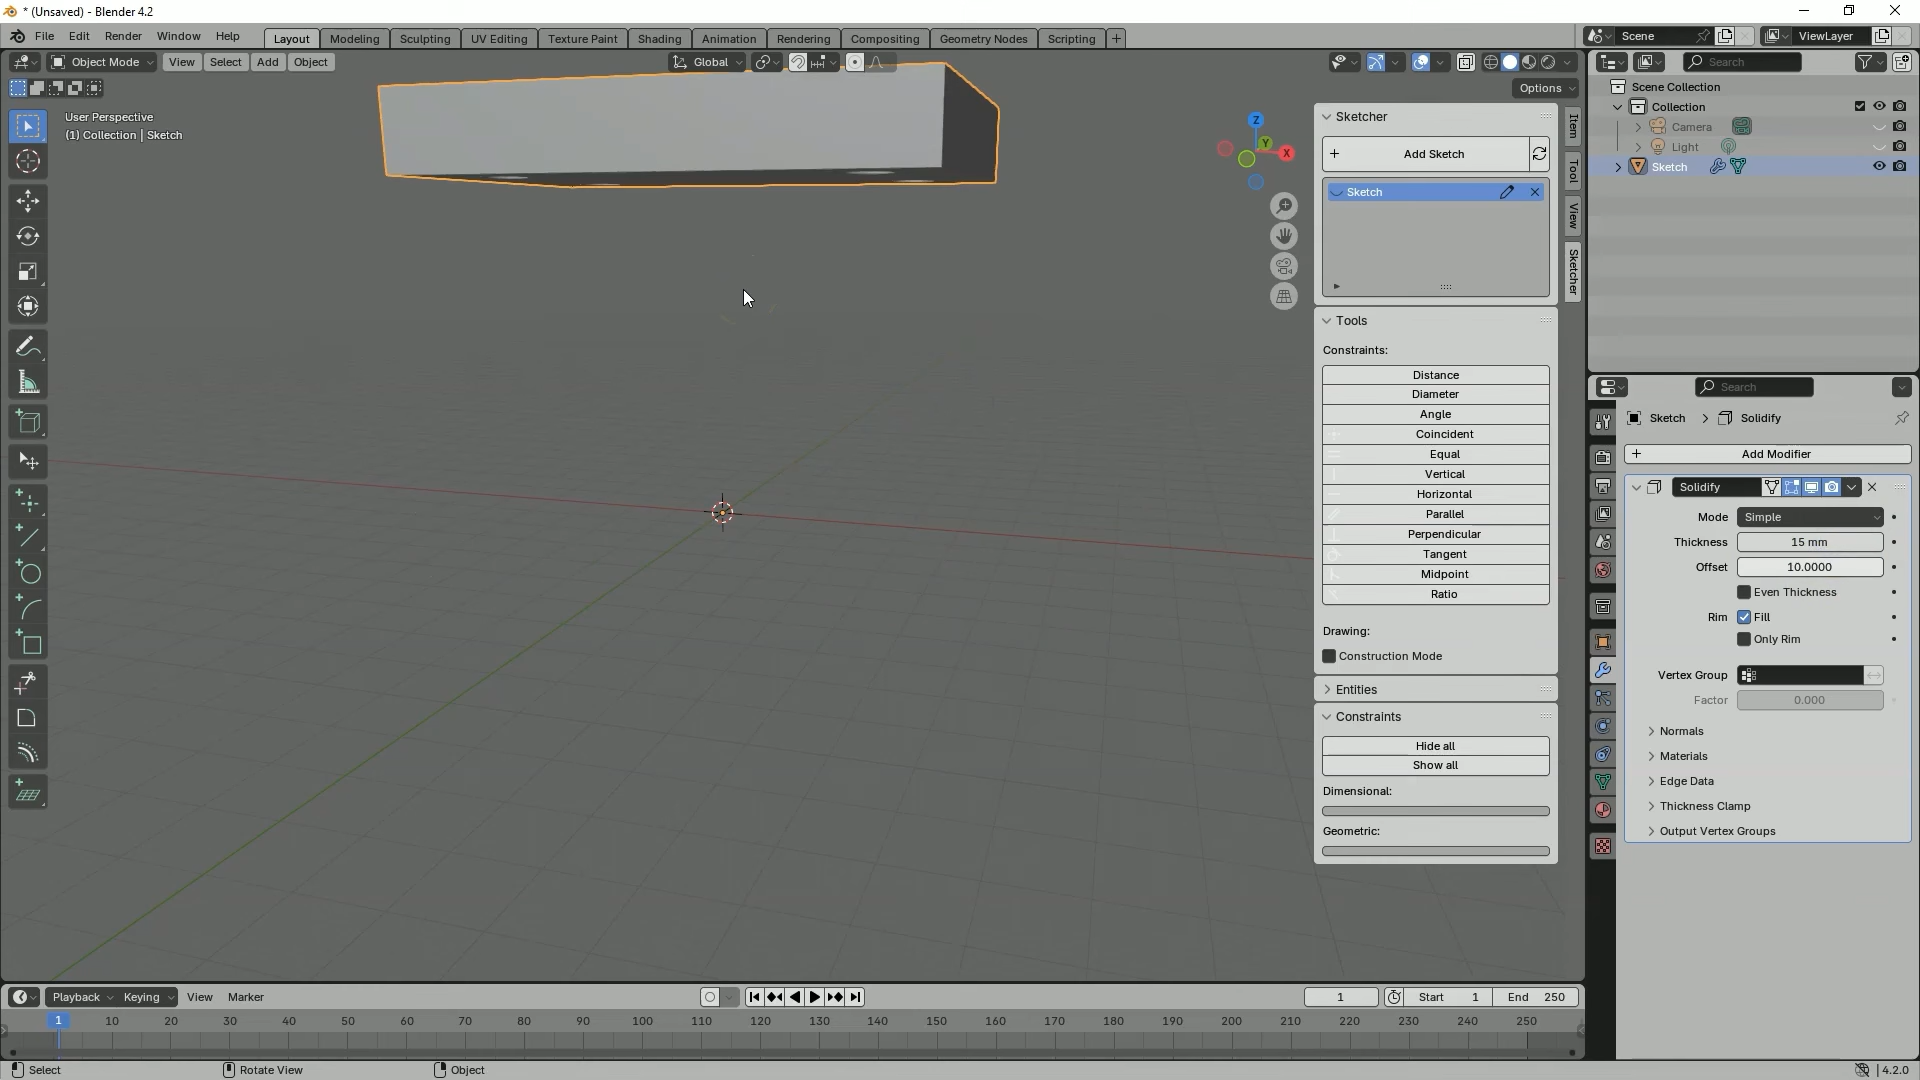 * (Unsaved) - Blender 4.2
File Edit Render Window Help
Layout Modeling Sculpting UV Editing Texture Paint Shading Animation Rendering Compositing Geometry Nodes Scripting +
Scene
ViewLayer
Object Mode View Select Add Object
Global
Options
User Perspective
(1) Collection | Sketch
Z
Y
X
Sketcher
Add Sketch
Sketch
Tools
Constraints:
Distance
Diameter
Angle
Coincident
Equal
Vertical
Horizontal
Parallel
Perpendicular
Tangent
Midpoint
Ratio
Drawing:
Construction Mode
Entities
Constraints
Hide all
Show all
Dimensional:
Geometric:
Item
Tool
View
Sketcher
Search
Scene Collection
Collection
Camera
Light
Sketch
Search
Sketch > Solidify
Add Modifier
Solidify
Mode Simple
Thickness 15 mm
Offset 10.0000
Even Thickness
Rim Fill
Only Rim
Vertex Group
Factor 0.000
Normals
Materials
Edge Data
Thickness Clamp
Output Vertex Groups
Playback Keying View Marker
1 Start 1 End 250
1 10 20 30 40 50 60 70 80 90 100 110 120 130 140 150 160 170 180 190 200 210 220 230 240 250
Select Rotate View Object
4.2.0